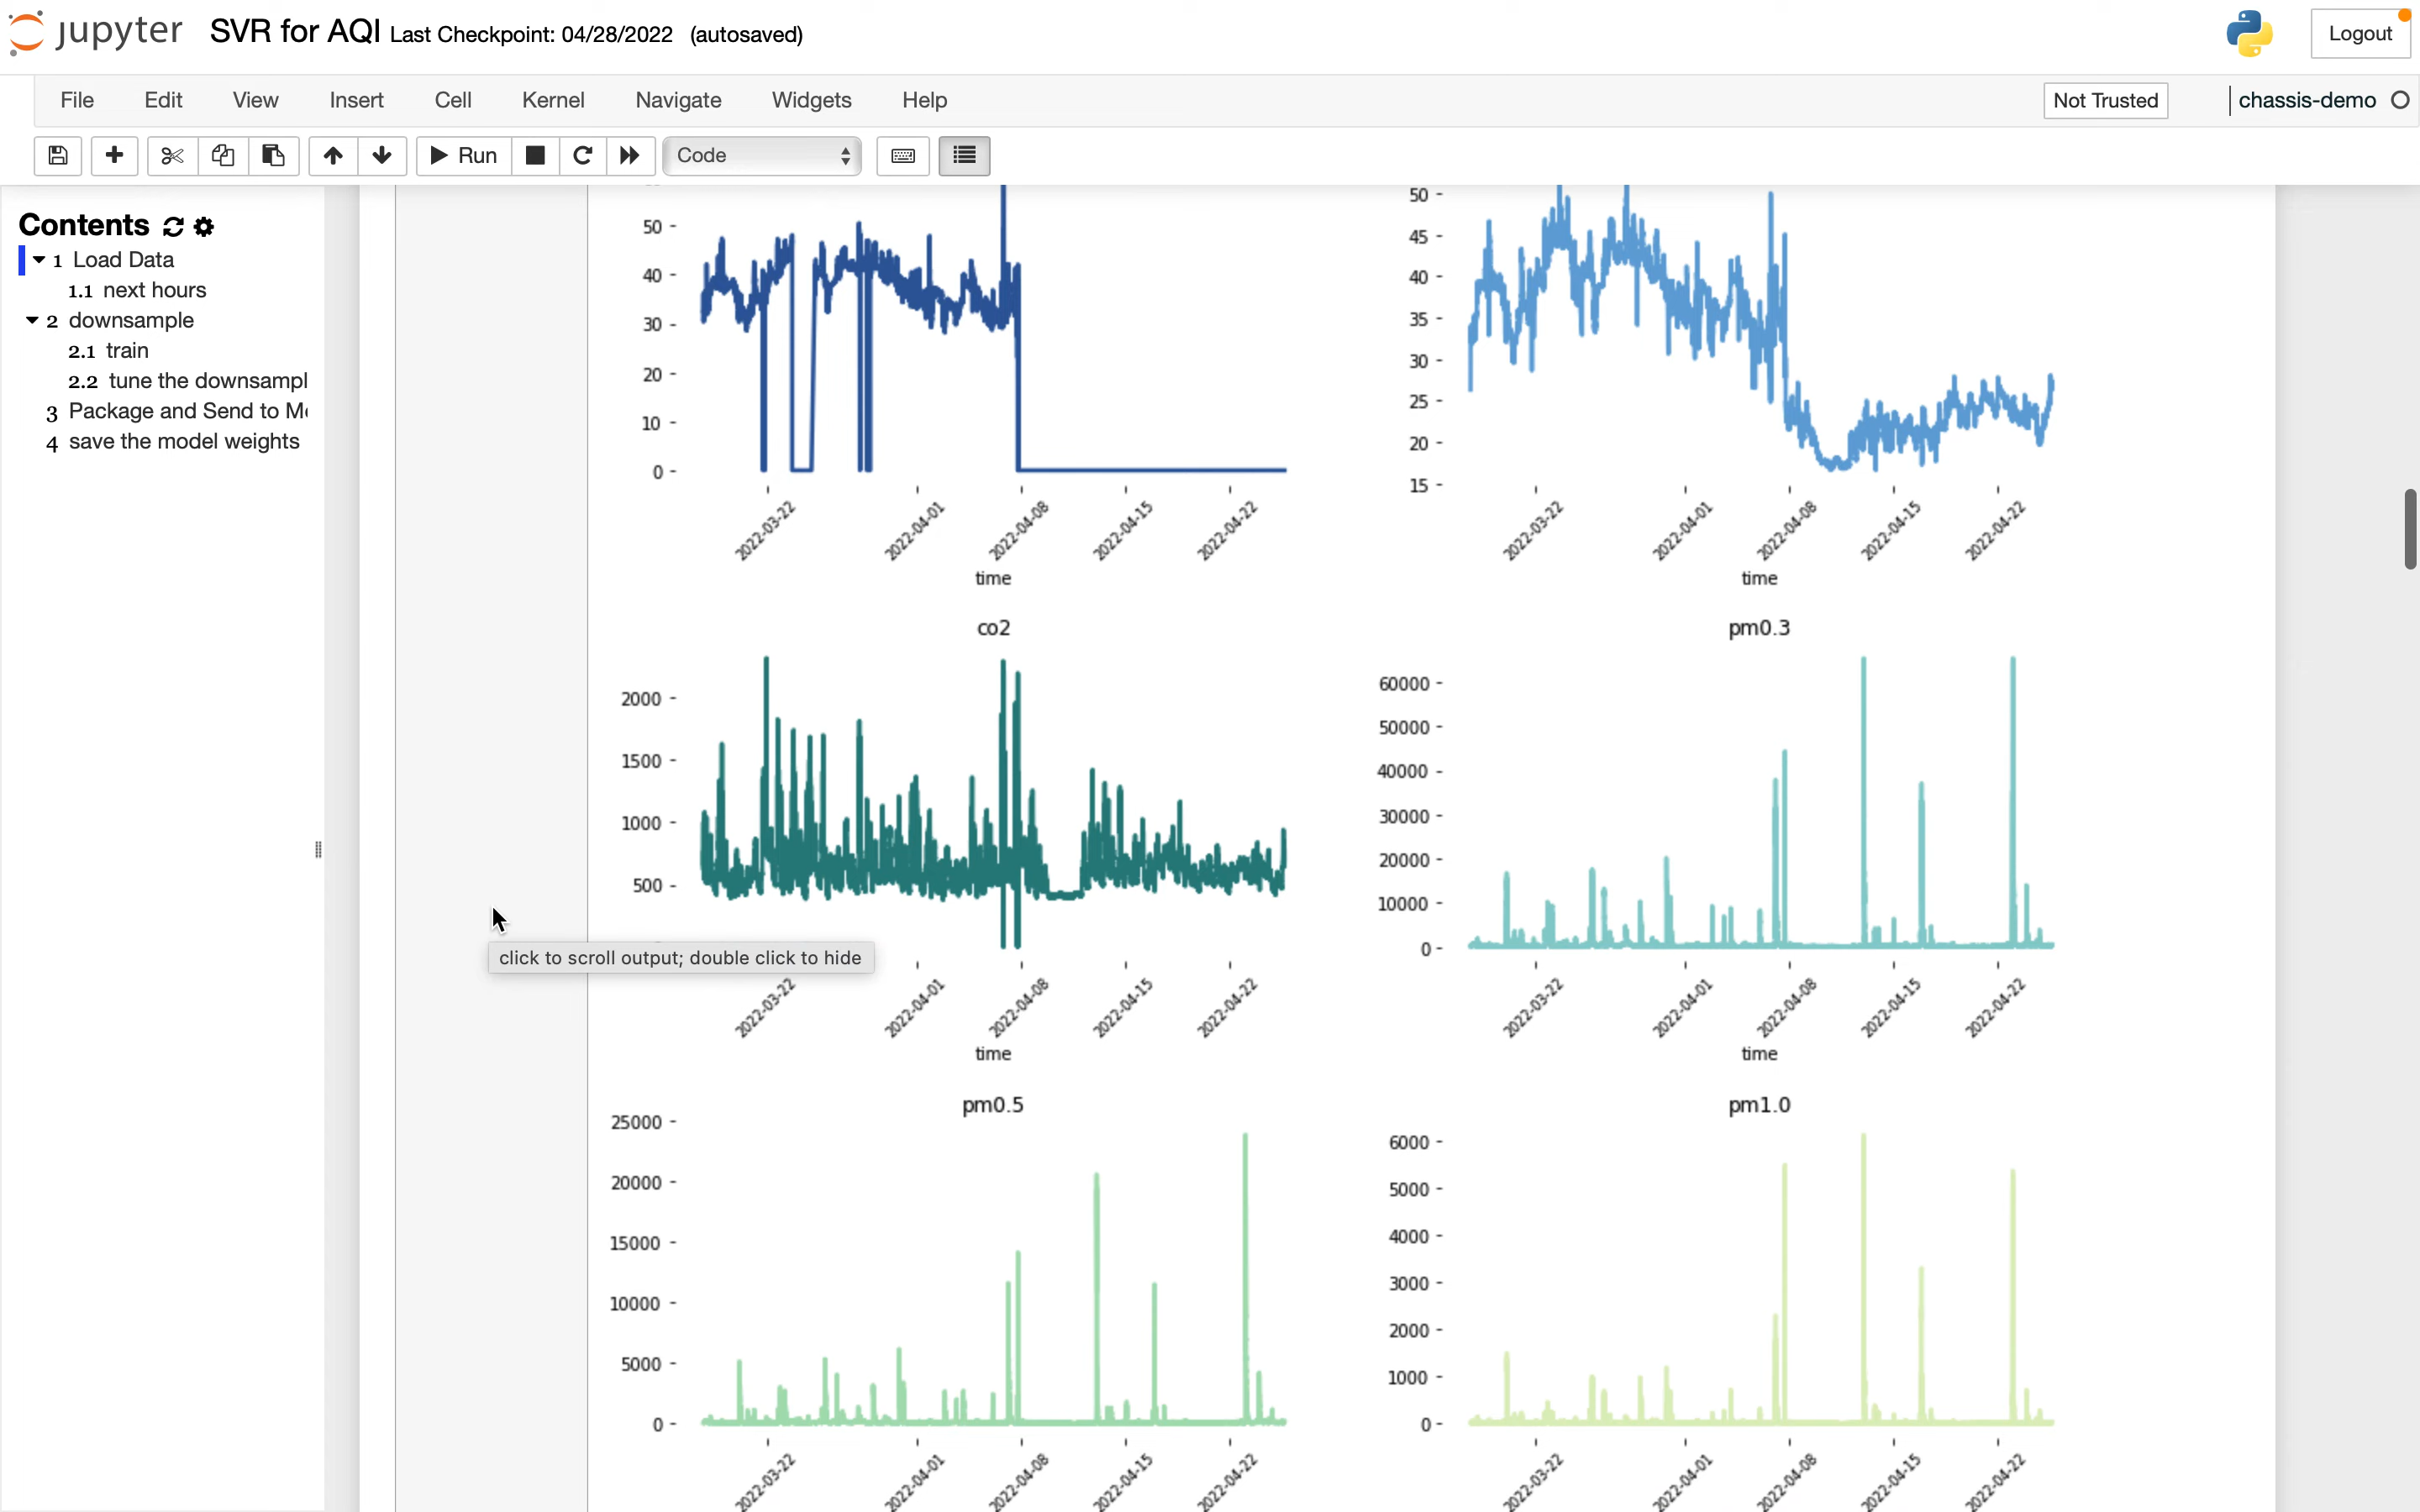 jupyter SVR for AQI Last Checkpoint: 04/28/2022 (autosaved) Logout
File Edit View Insert Cell Kernel Navigate Widgets Help Not Trusted chassis-demo
Run Code
Contents
1 Load Data
1.1 next hours
2 downsample
2.1 train
2.2 tune the downsampl
3 Package and Send to M
4 save the model weights
50
40
30
20
10
0
2022-03-22 2022-04-01 2022-04-08 2022-04-15 2022-04-22
time
50
45
40
35
30
25
20
15
2022-03-22 2022-04-01 2022-04-08 2022-04-15 2022-04-22
time
co2
2000
1500
1000
500
click to scroll output; double click to hide
2022-03-22 2022-04-01 2022-04-08 2022-04-15 2022-04-22
time
pm0.3
60000
50000
40000
30000
20000
10000
0
2022-03-22 2022-04-01 2022-04-08 2022-04-15 2022-04-22
time
pm0.5
25000
20000
15000
10000
5000
0
2022-03-22 2022-04-01 2022-04-08 2022-04-15 2022-04-22
pm1.0
6000
5000
4000
3000
2000
1000
0
2022-03-22 2022-04-01 2022-04-08 2022-04-15 2022-04-22